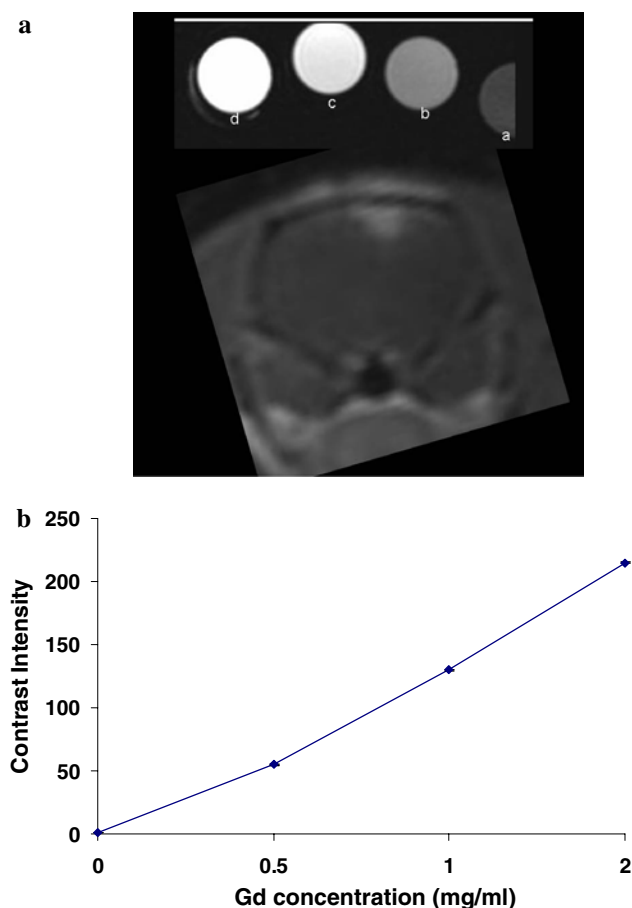 a
d
c
b
a
b
250
200
150
100
50
0
Contrast Intensity
0 0.5 1 2
Gd concentration (mg/ml)